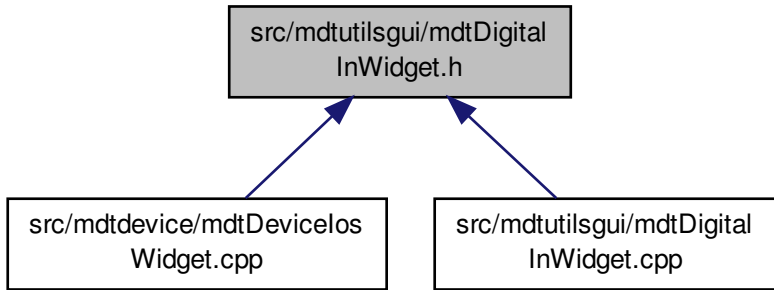 src/mdtutilsgui/mdtDigital
InWidget.h
src/mdtdevice/mdtDeviceIos
Widget.cpp
src/mdtutilsgui/mdtDigital
InWidget.cpp